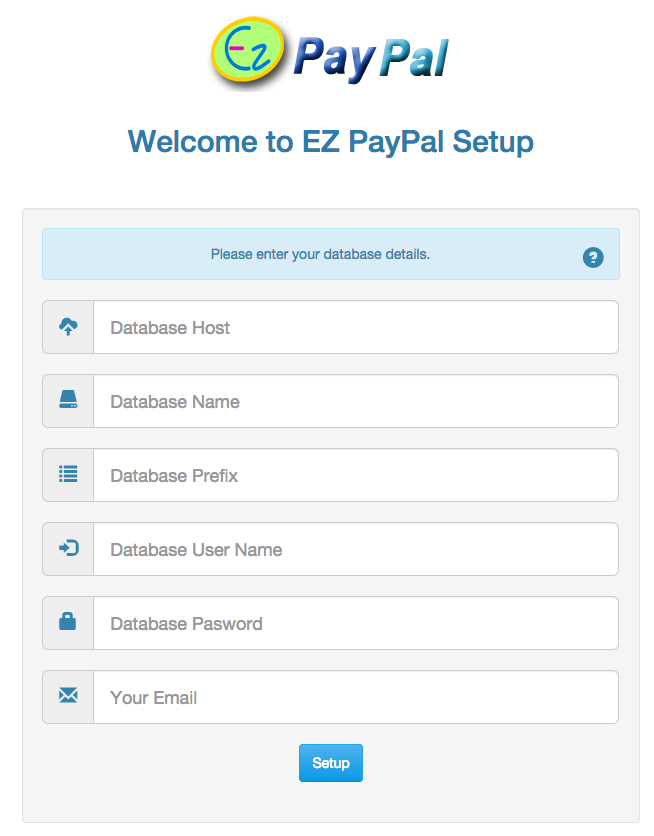 Ez PayPal
Welcome to EZ PayPal Setup
Please enter your database details. ?
Database Host
Database Name
Database Prefix
Database User Name
Database Pasword
Your Email
Setup